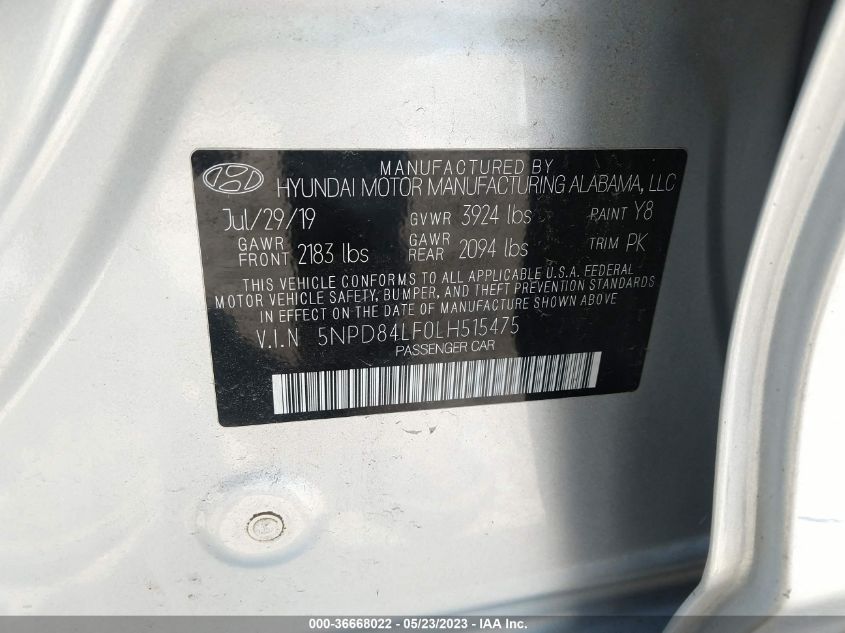 MANUFACTURED BY
HYUNDAI MOTOR MANUFACTURING ALABAMA, LLC
Jul/29/19 GVWR 3924 lbs PAINT Y8
GAWR FRONT 2183 lbs GAWR REAR 2094 lbs TRIM PK
THIS VEHICLE CONFORMS TO ALL APPLICABLE U.S.A. FEDERAL
MOTOR VEHICLE SAFETY, BUMPER, AND THEFT PREVENTION STANDARDS
IN EFFECT ON THE DATE OF MANUFACTURE SHOWN ABOVE.
V.I.N 5NPD84LF0LH515475
PASSENGER CAR
000-36668022 - 05/23/2023 - IAA Inc.